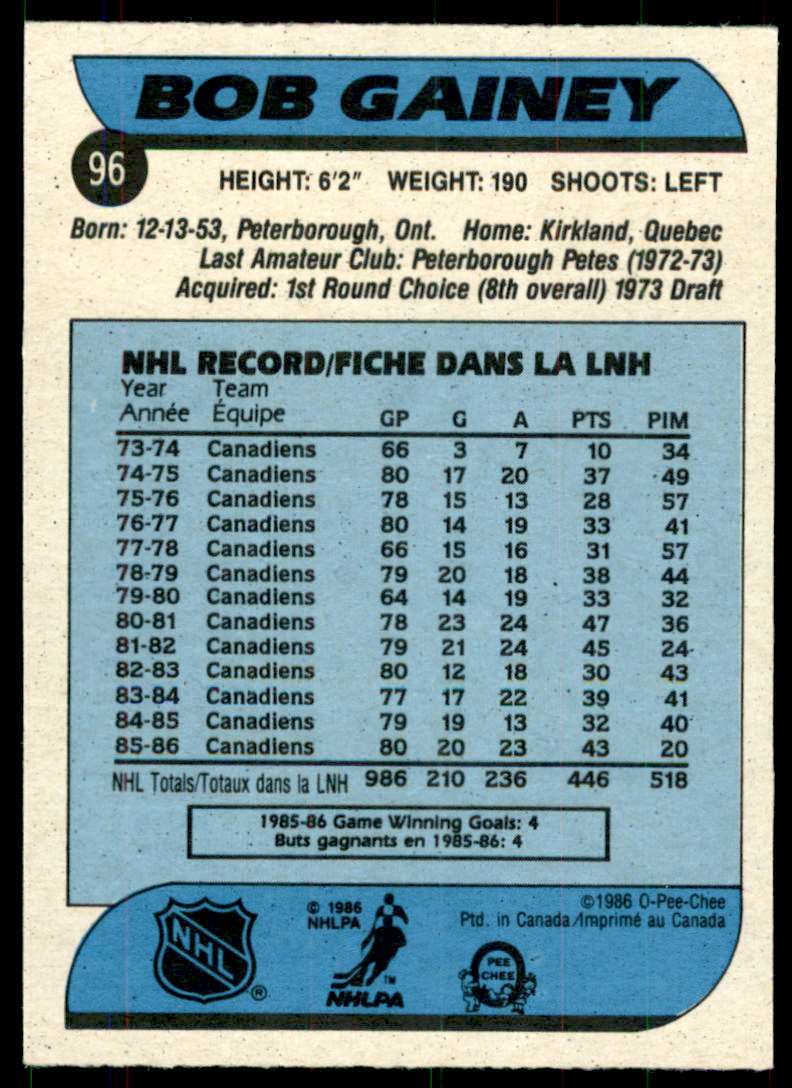 BOB GAINEY
96
HEIGHT: 6'2" WEIGHT: 190 SHOOTS: LEFT
Born: 12-13-53, Peterborough, Ont. Home: Kirkland, Quebec
Last Amateur Club: Peterborough Petes (1972-73)
Acquired: 1st Round Choice (8th overall) 1973 Draft
NHL RECORD/FICHE DANS LA LNH
Year Team
Année Équipe GP G A PTS PIM
73-74 Canadiens 66 3 7 10 34
74-75 Canadiens 80 17 20 37 49
75-76 Canadiens 78 15 13 28 57
76-77 Canadiens 80 14 19 33 41
77-78 Canadiens 66 15 16 31 57
78-79 Canadiens 79 20 18 38 44
79-80 Canadiens 64 14 19 33 32
80-81 Canadiens 78 23 24 47 36
81-82 Canadiens 79 21 24 45 24
82-83 Canadiens 80 12 18 30 43
83-84 Canadiens 77 17 22 39 41
84-85 Canadiens 79 19 13 32 40
85-86 Canadiens 80 20 23 43 20
NHL Totals/Totaux dans la LNH 986 210 236 446 518
1985-86 Game Winning Goals: 4
Buts gagnants en 1985-86: 4
NHL ®
© 1986
NHLPA
TM
NHLPA
©1986 O-Pee-Chee
Ptd. in Canada/Imprimé au Canada
PEE
CHEE